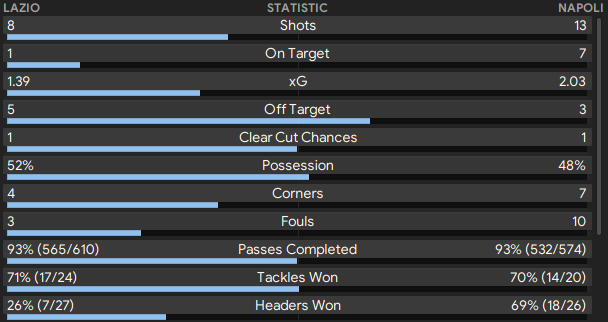 LAZIO STATISTIC NAPOLI
8 Shots 13
1 On Target 7
1.39 xG 2.03
5 Off Target 3
1 Clear Cut Chances 1
52% Possession 48%
4 Corners 7
3 Fouls 10
93% (565/610) Passes Completed 93% (532/574)
71% (17/24) Tackles Won 70% (14/20)
26% (7/27) Headers Won 69% (18/26)